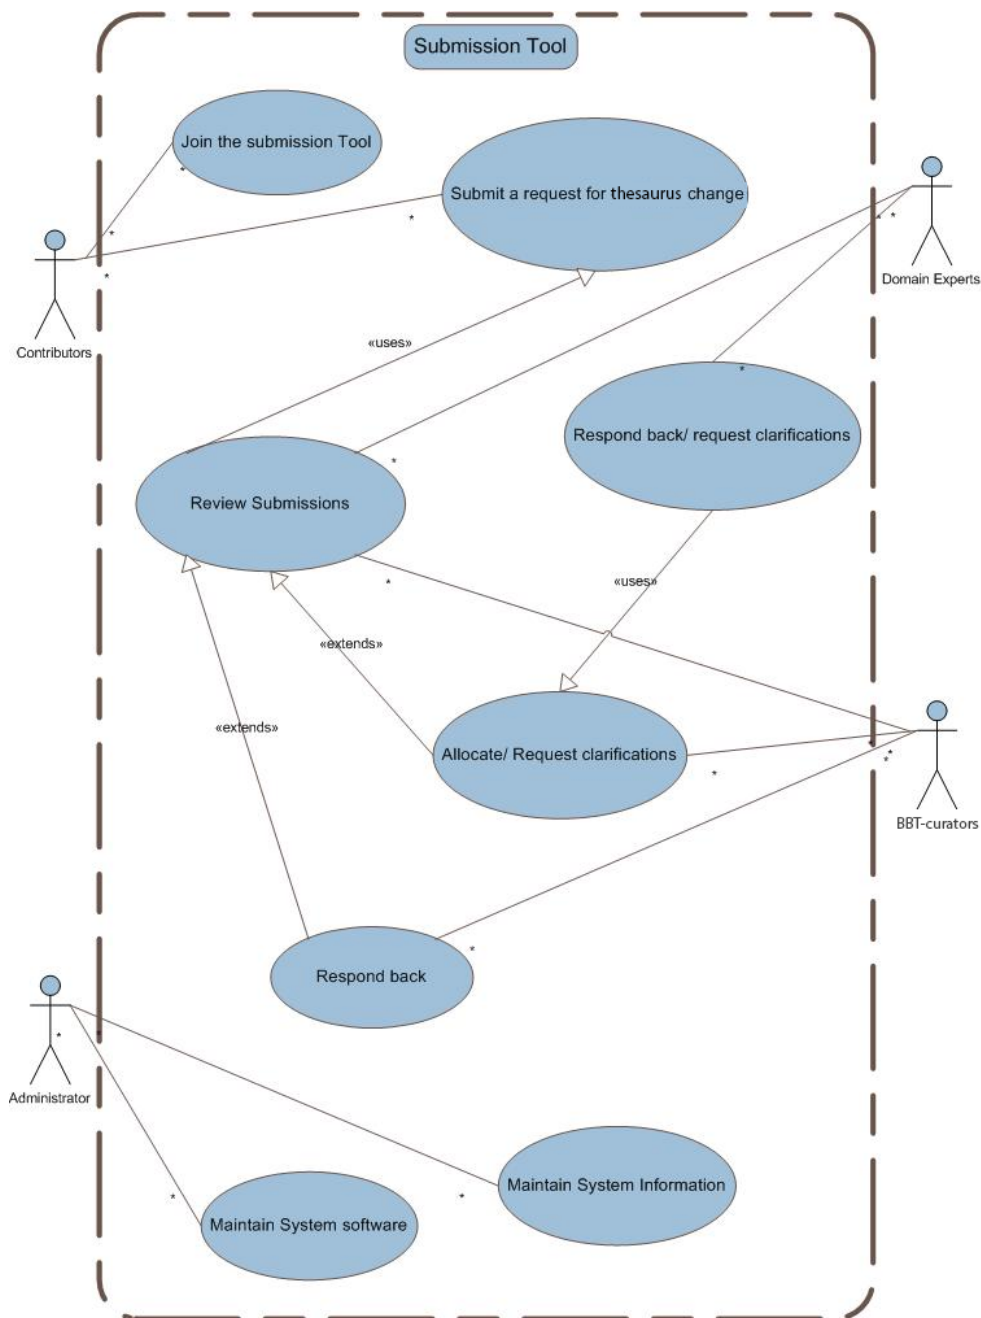 Submission Tool
Join the submission Tool
*
Submit a request for thesaurus change
*
*
*
Contributors
* *
Domain Experts
«uses»
*
Respond back/ request clarifications
*
Review Submissions
*
«uses»
«extends»
«extends»
Allocate/ Request clarifications
*
*
*
*
BBT-curators
*
Respond back
*
*
Administrator
Maintain System Information
*
*
Maintain System software